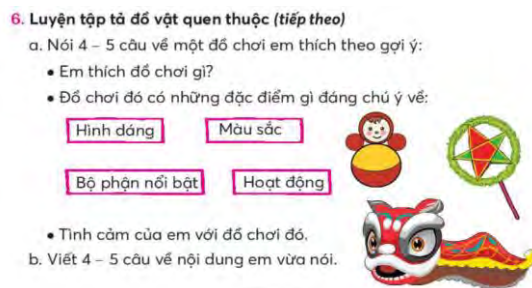 6. Luyện tập tả đồ vật quen thuộc (tiếp theo)
a. Nói 4 – 5 câu về một đồ chơi em thích theo gợi ý:
• Em thích đồ chơi gì?
• Đồ chơi đó có những đặc điểm gì đáng chú ý về:
Hình dáng Màu sắc
Bộ phận nổi bật Hoạt động
• Tình cảm của em với đồ chơi đó.
b. Viết 4 – 5 câu về nội dung em vừa nói.